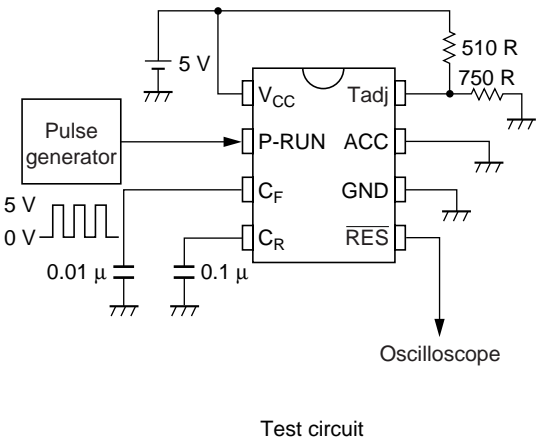 510 R
5 V
750 R
V_CC
Tadj
Pulse
generator
P-RUN
ACC
5 V
0 V
C_F
GND
C_R
R̅E̅S̅
0.01 μ
0.1 μ
Oscilloscope
Test circuit